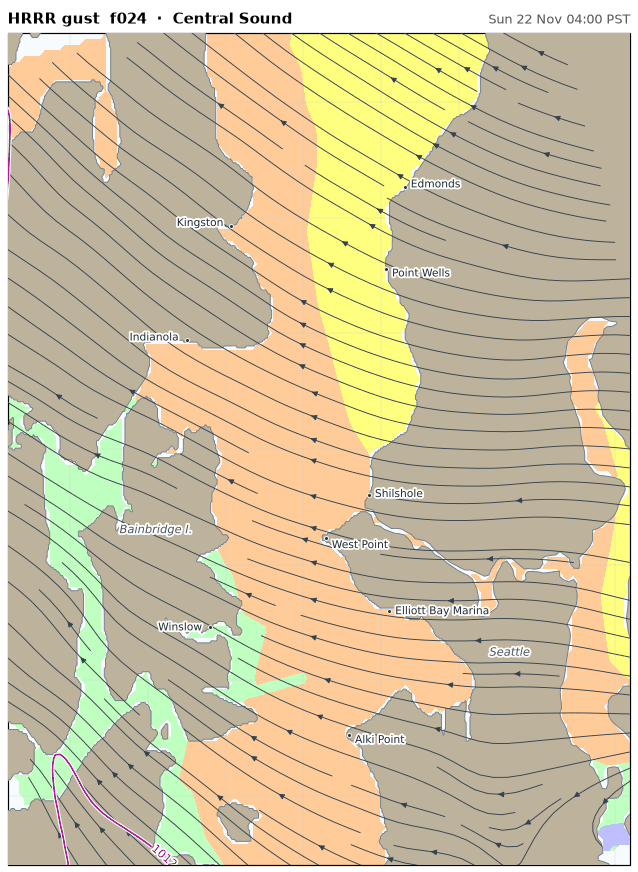 HRRR gust f024 · Central Sound
Sun 22 Nov 04:00 PST
Edmonds
Kingston
Point Wells
Indianola
Shilshole
Bainbridge I.
West Point
Elliott Bay Marina
Winslow
Seattle
Alki Point
1012